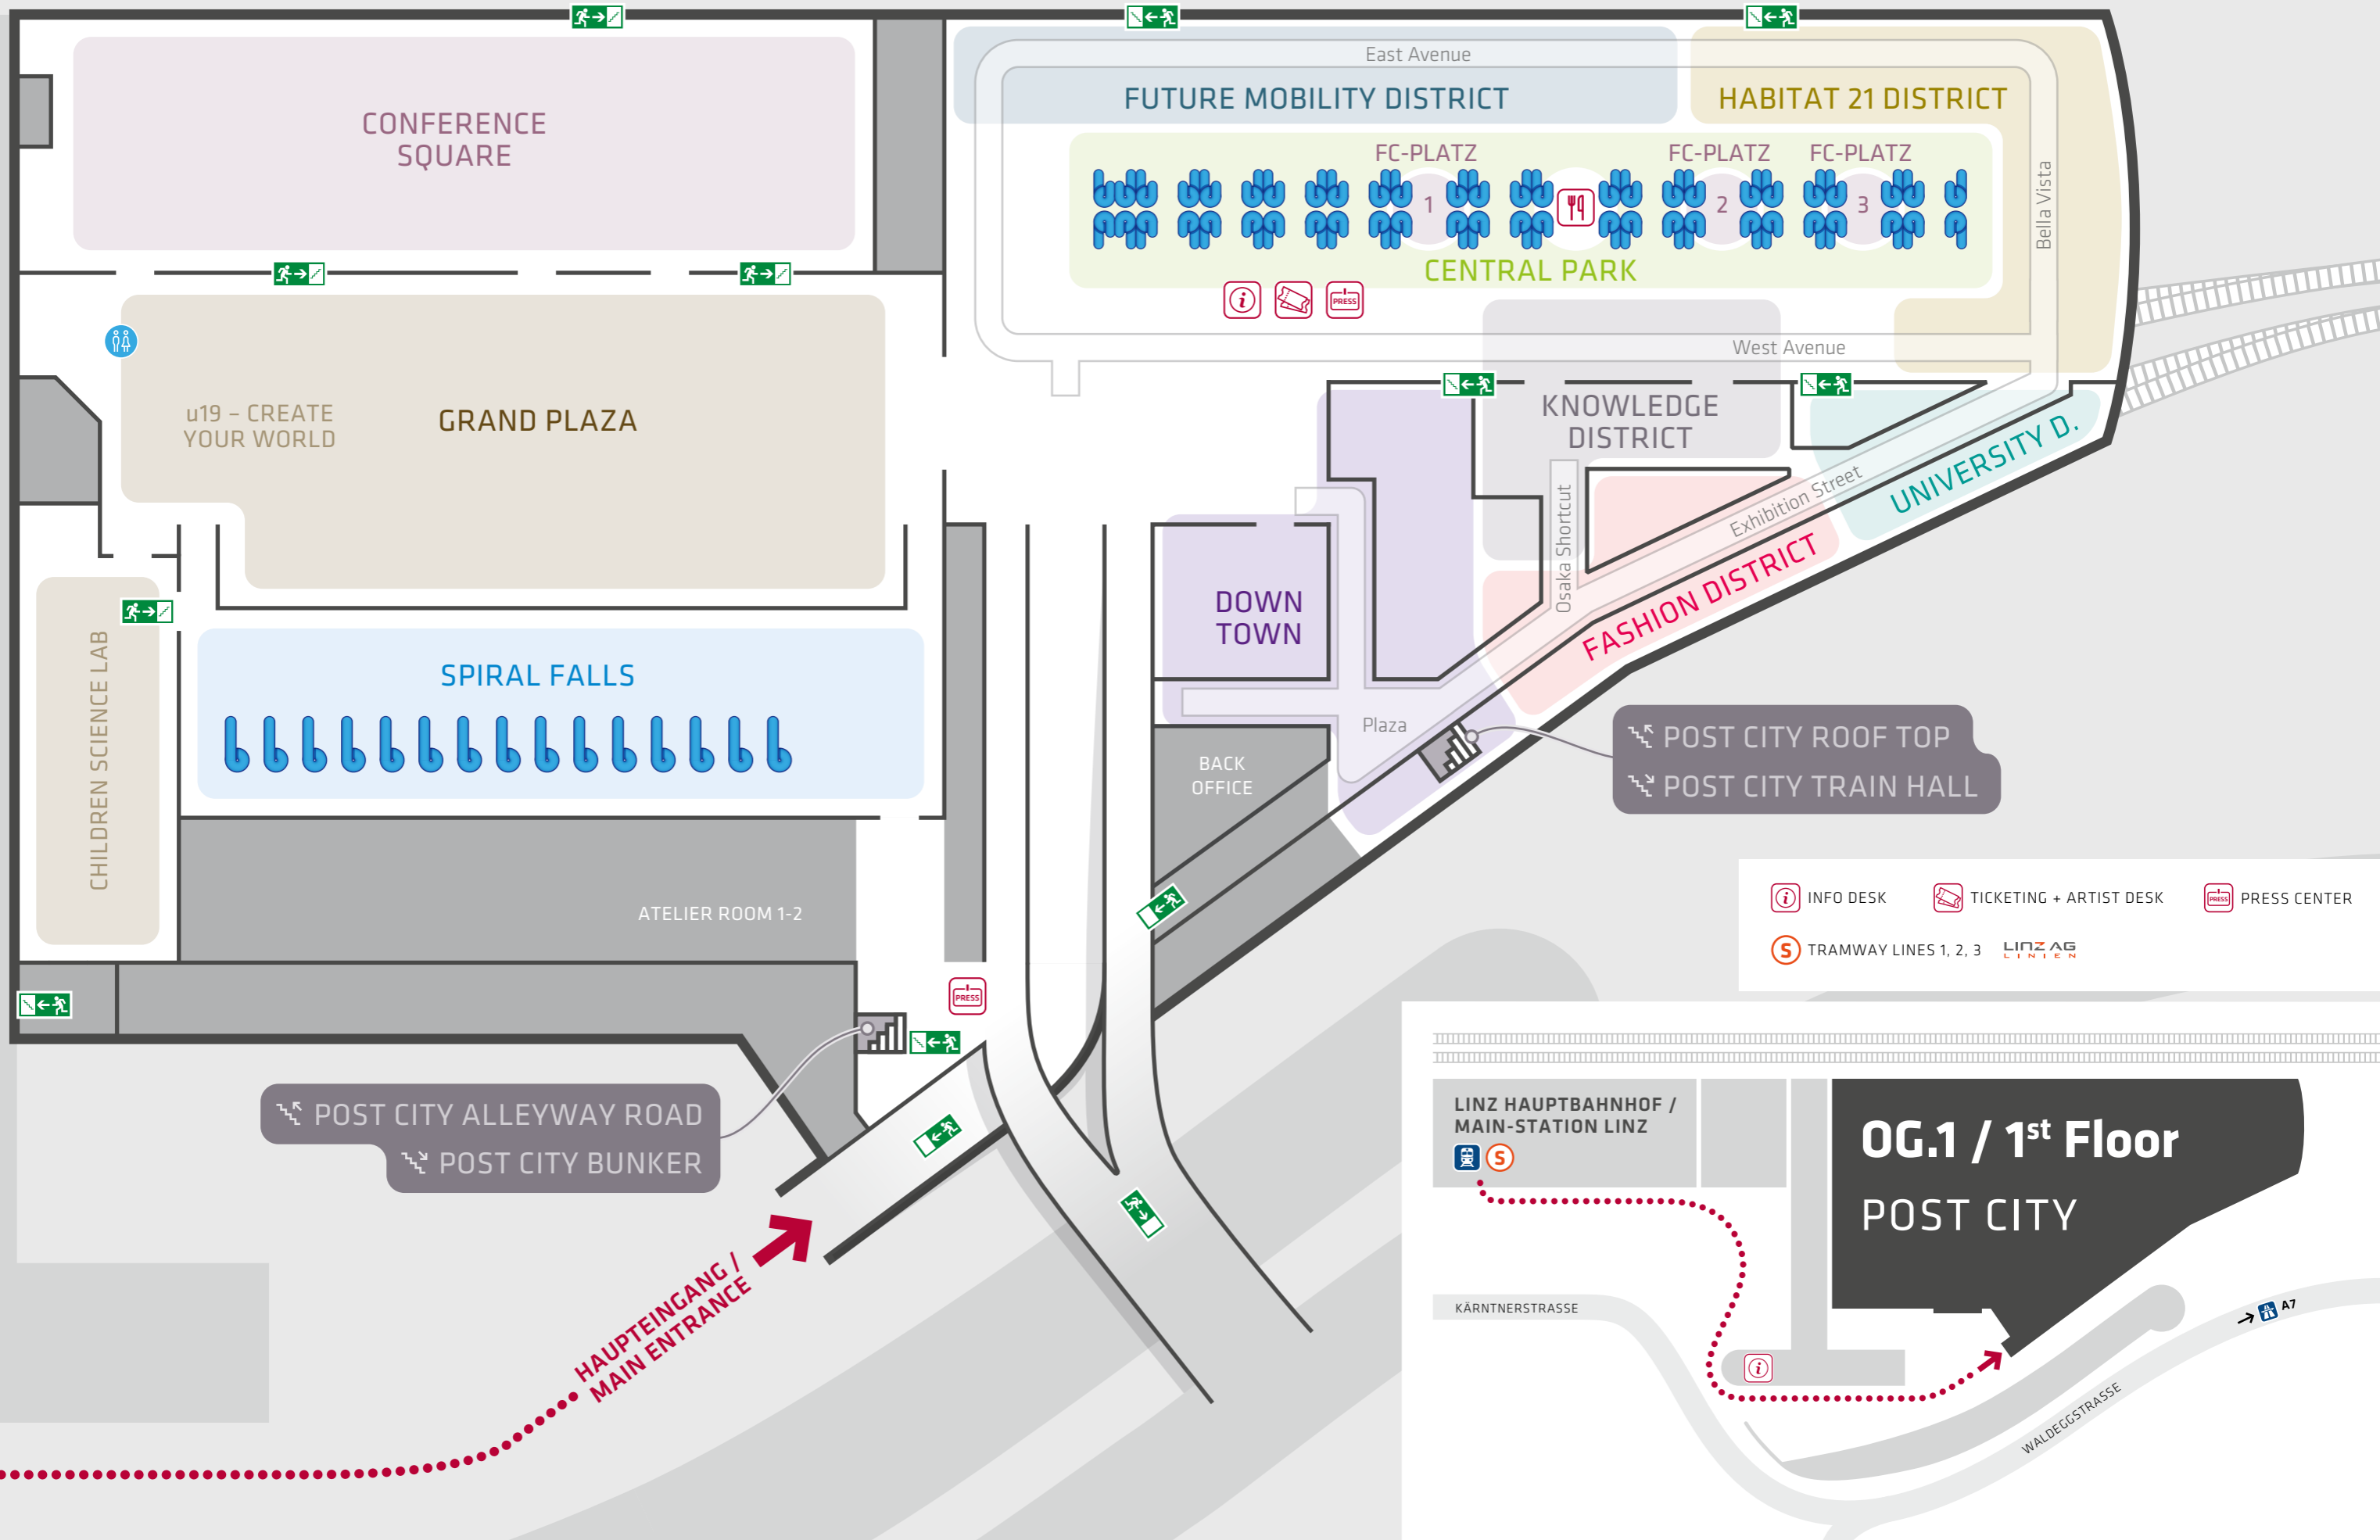 CONFERENCE
SQUARE
East Avenue
FUTURE MOBILITY DISTRICT
HABITAT 21 DISTRICT
FC-PLATZ
FC-PLATZ
FC-PLATZ
1
2
3
CENTRAL PARK
Bella Vista
i
PRESS
West Avenue
u19 – CREATE
YOUR WORLD
GRAND PLAZA
KNOWLEDGE
DISTRICT
UNIVERSITY D.
Exhibition Street
Osaka Shortcut
FASHION DISTRICT
DOWN
TOWN
CHILDREN SCIENCE LAB
SPIRAL FALLS
Plaza
BACK
OFFICE
POST CITY ROOF TOP
POST CITY TRAIN HALL
ATELIER ROOM 1-2
PRESS
i INFO DESK
TICKETING + ARTIST DESK
PRESS PRESS CENTER
S TRAMWAY LINES 1, 2, 3
LINZ AG
LINIEN
POST CITY ALLEYWAY ROAD
POST CITY BUNKER
HAUPTEINGANG /
MAIN ENTRANCE
LINZ HAUPTBAHNHOF /
MAIN-STATION LINZ
S
OG.1 / 1st Floor
POST CITY
KÄRNTNERSTRASSE
A7
i
WALDEGGSTRASSE